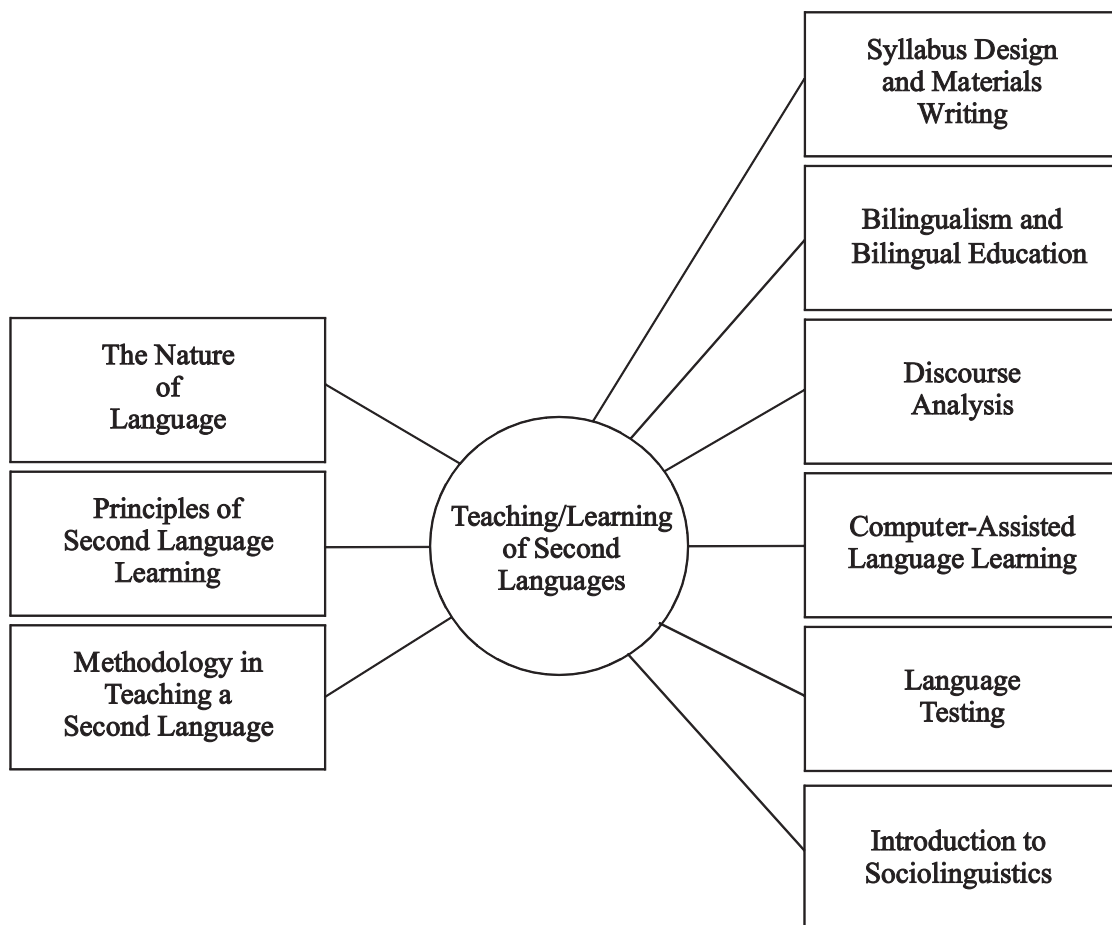 The Nature
of
Language
Principles of
Second Language
Learning
Methodology in
Teaching a
Second Language
Teaching/Learning
of Second
Languages
Syllabus Design
and Materials
Writing
Bilingualism and
Bilingual Education
Discourse
Analysis
Computer-Assisted
Language Learning
Language
Testing
Introduction to
Sociolinguistics